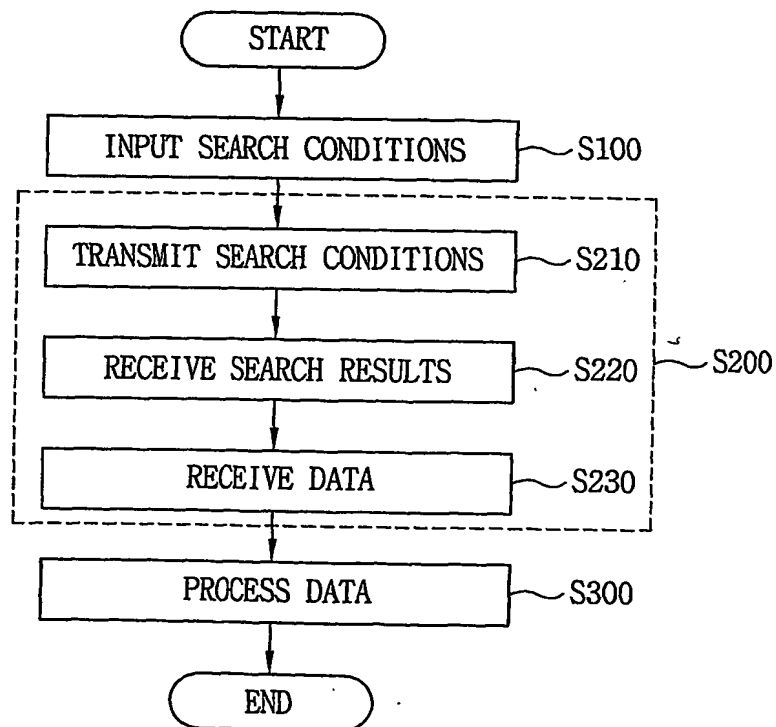 START
INPUT SEARCH CONDITIONS
S100
TRANSMIT SEARCH CONDITIONS
S210
RECEIVE SEARCH RESULTS
S220
S200
RECEIVE DATA
S230
PROCESS DATA
S300
END